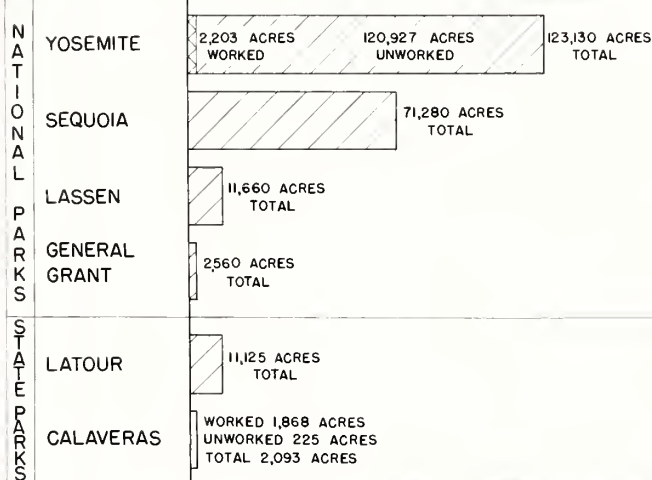 NATIONAL PARKS
YOSEMITE
2,203 ACRES
WORKED
120,927 ACRES
UNWORKED
123,130 ACRES
TOTAL
SEQUOIA
71,280 ACRES
TOTAL
LASSEN
11,660 ACRES
TOTAL
GENERAL
GRANT
2,560 ACRES
TOTAL
STATE PARKS
LATOUR
11,125 ACRES
TOTAL
CALAVERAS
WORKED 1,868 ACRES
UNWORKED 225 ACRES
TOTAL 2,093 ACRES